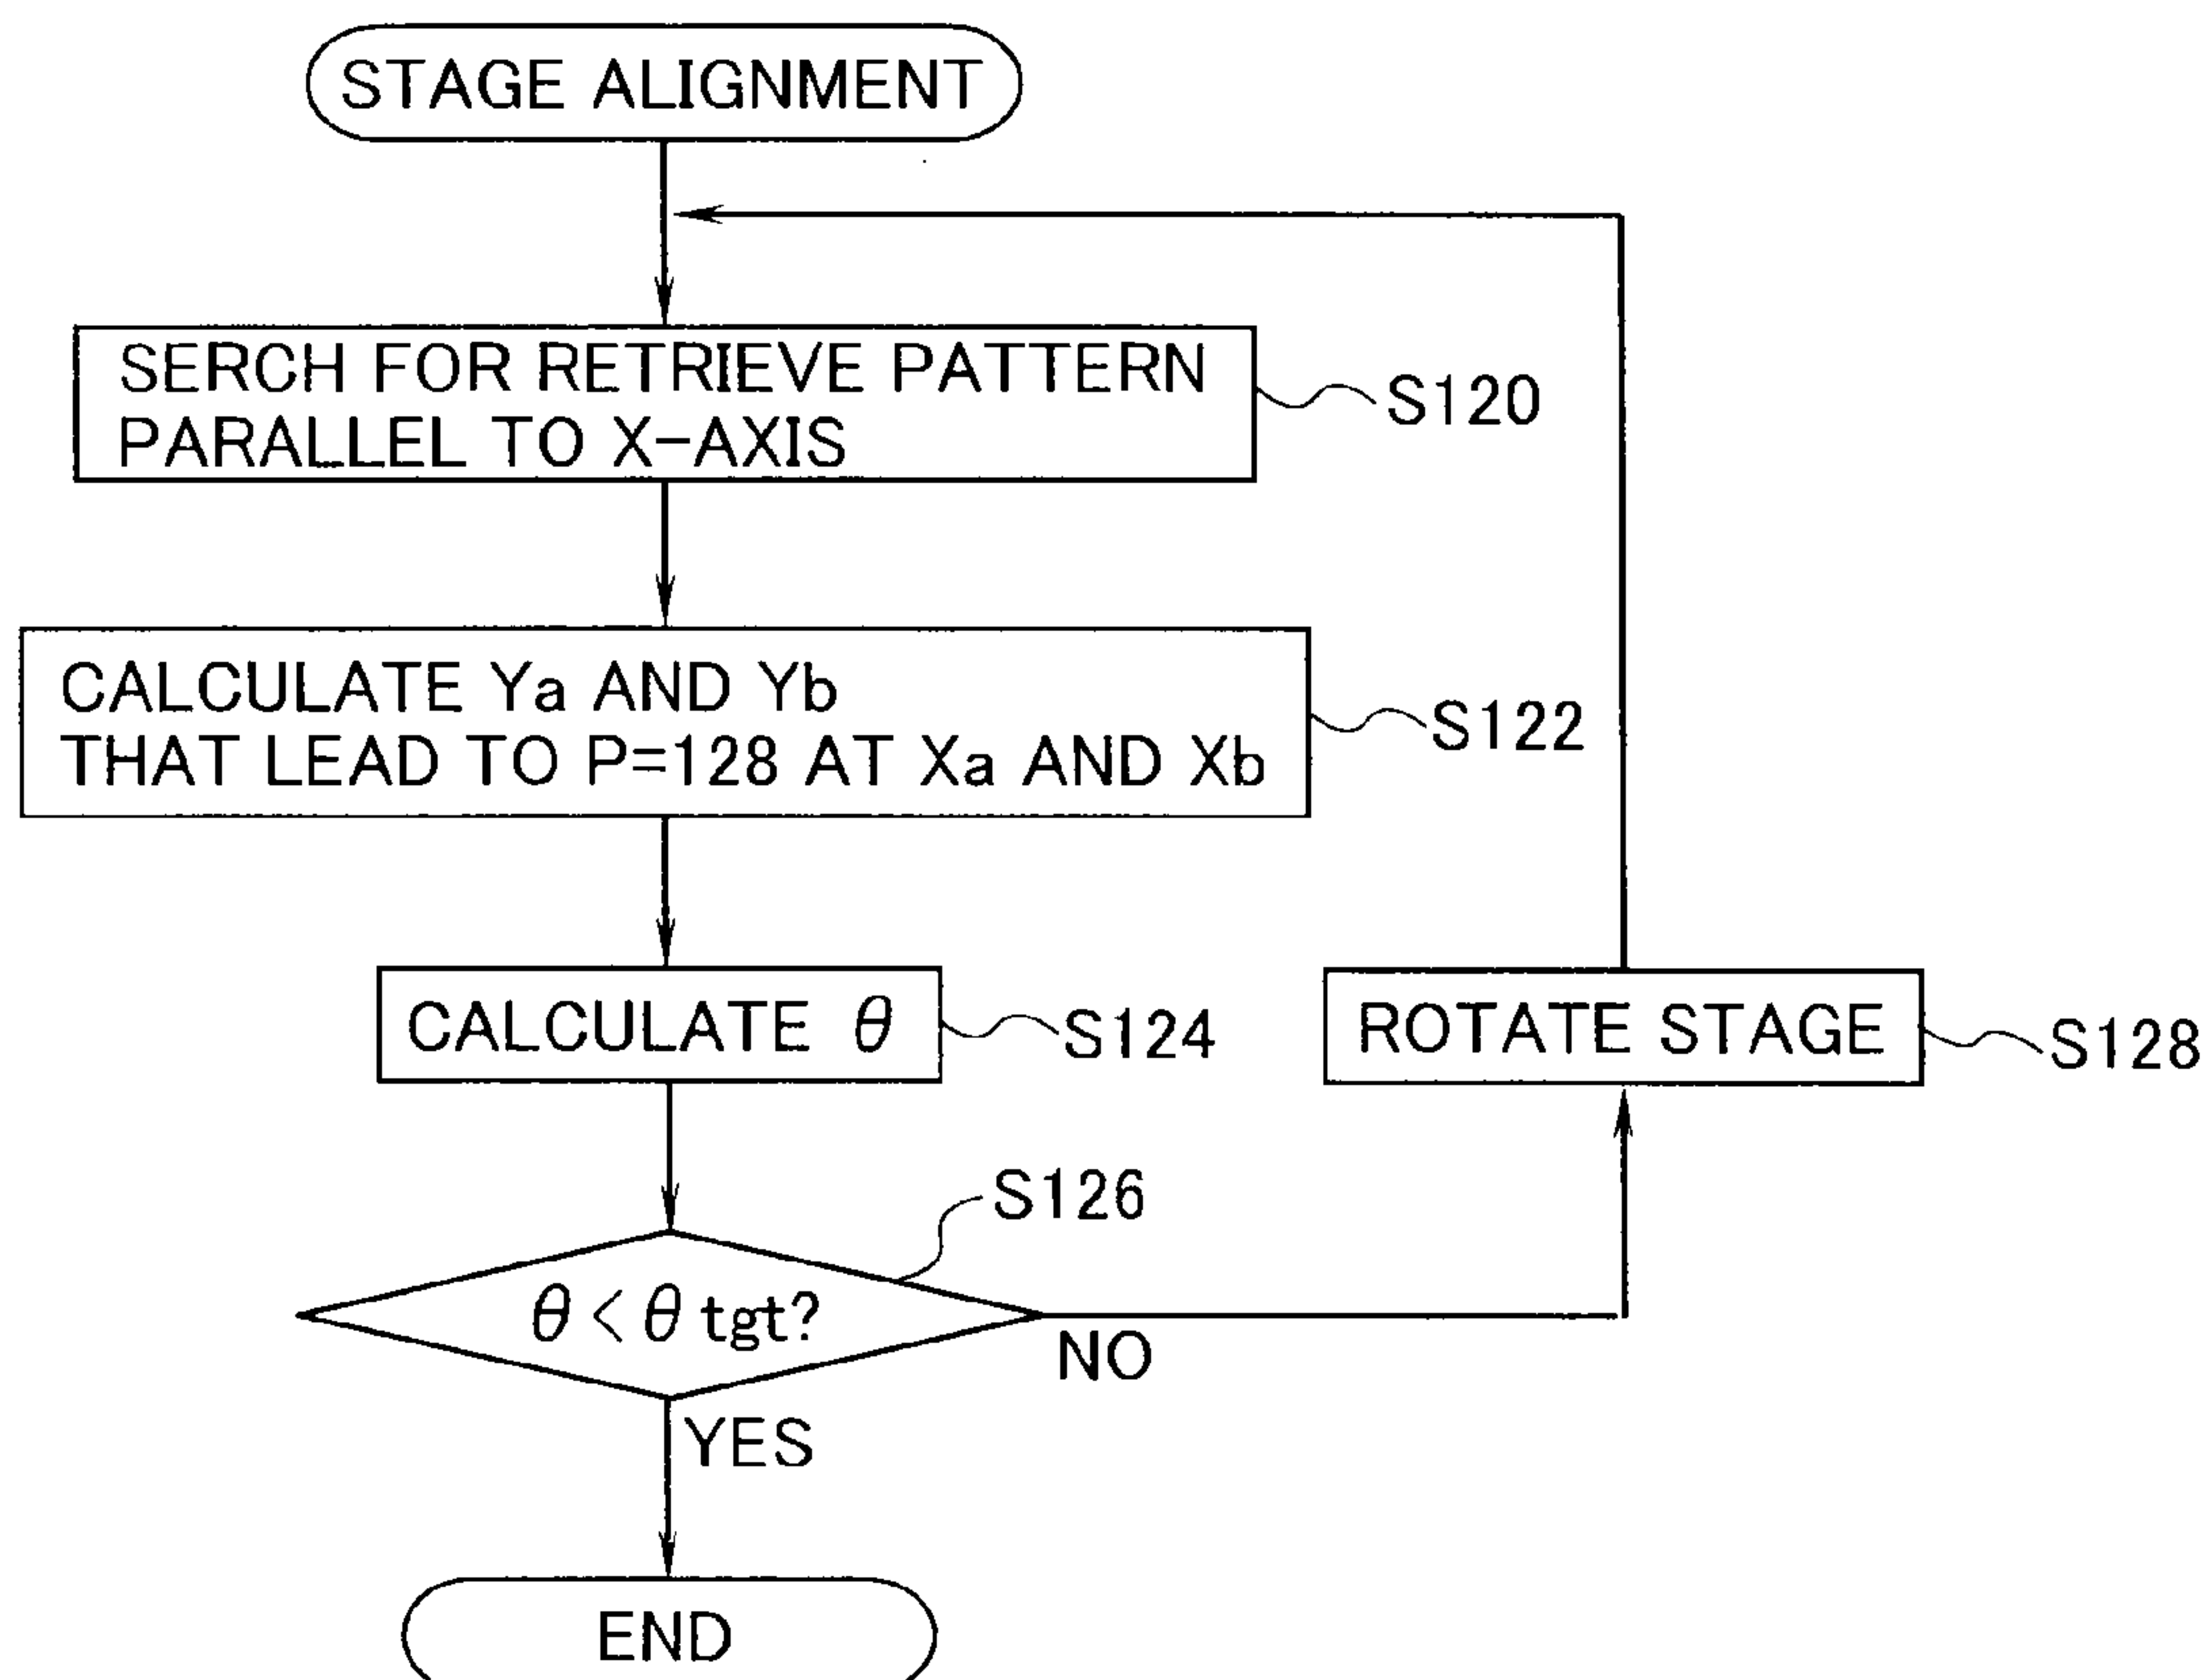 STAGE ALIGNMENT
SERCH FOR RETRIEVE PATTERN
PARALLEL TO X-AXIS
S120
CALCULATE Ya AND Yb
THAT LEAD TO P=128 AT Xa AND Xb
S122
CALCULATE θ
S124
ROTATE STAGE
S128
S126
θ < θ tgt?
NO
YES
END